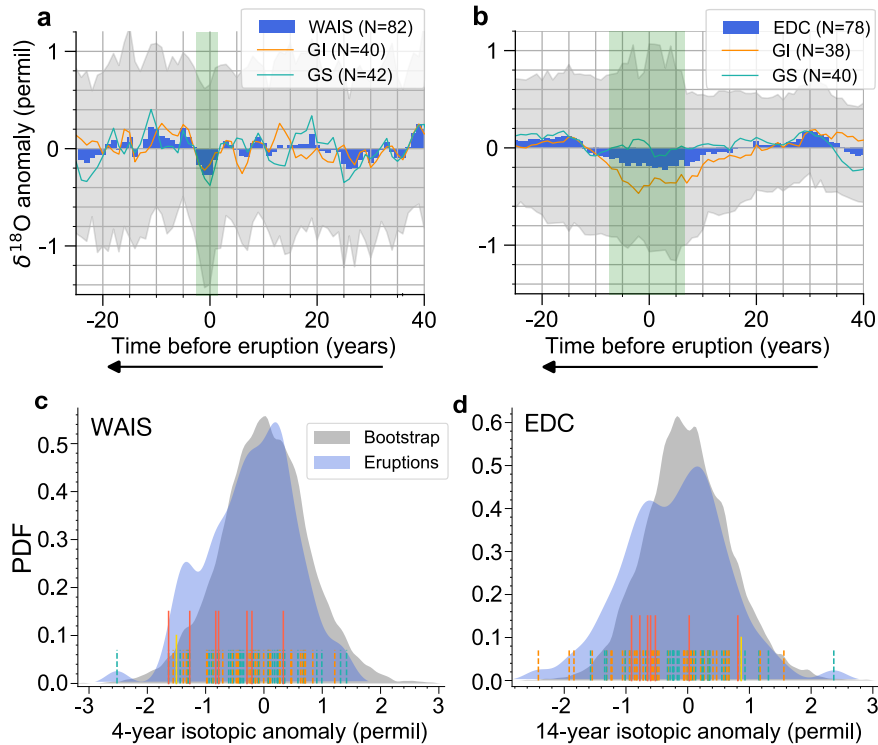 a
WAIS (N=82)
GI (N=40)
GS (N=42)
b
EDC (N=78)
GI (N=38)
GS (N=40)
δ18O anomaly (permil)
1
0
-1
1
0
-1
-20
0
20
40
-20
0
20
40
Time before eruption (years)
Time before eruption (years)
c
WAIS
Bootstrap
Eruptions
d
EDC
PDF
0.5
0.4
0.3
0.2
0.1
0.0
0.6
0.5
0.4
0.3
0.2
0.1
0.0
-3
-2
-1
0
1
2
3
-2
-1
0
1
2
3
4-year isotopic anomaly (permil)
14-year isotopic anomaly (permil)